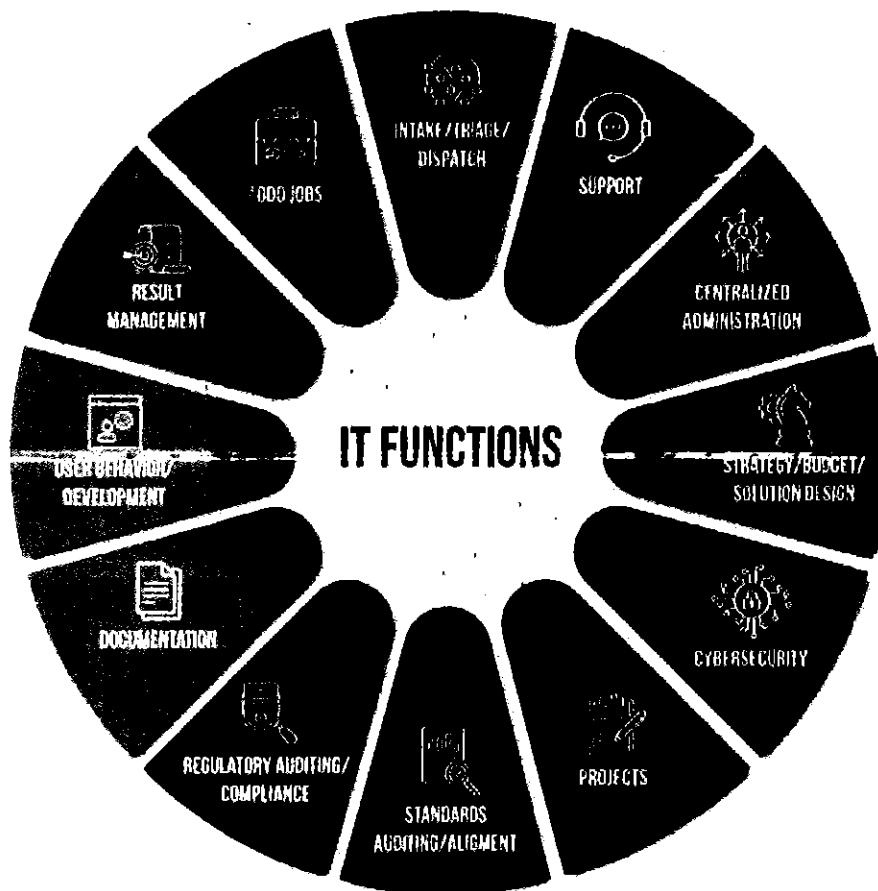 INTAKE/TRIAGE/
DISPATCH
SUPPORT
CENTRALIZED
ADMINISTRATION
STRATEGY/BUDGET/
SOLUTION DESIGN
CYBERSECURITY
PROJECTS
STANDARDS
AUDITING/ALIGMENT
REGULATORY AUDITING/
COMPLIANCE
DOCUMENTATION
USER BEHAVIOR/
DEVELOPMENT
RESULT
MANAGEMENT
JOBS
IT FUNCTIONS